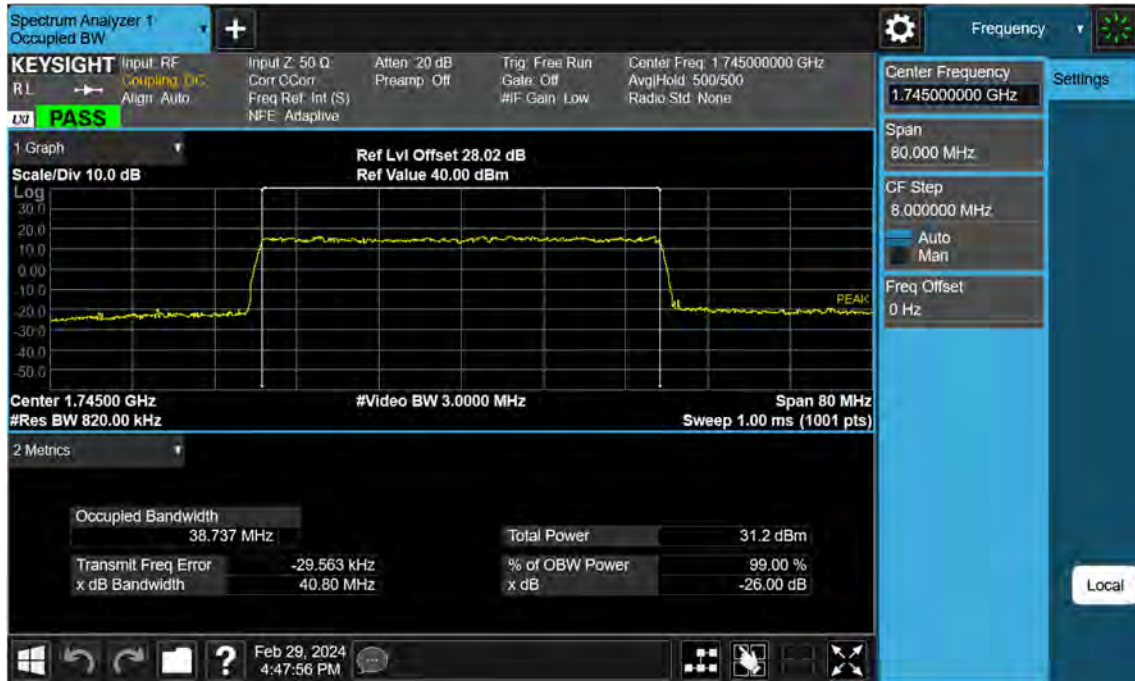 Spectrum Analyzer 1
Occupied BW
+
Frequency
KEYSIGHT
Input: RF
Input Z: 50 Ω
Atten: 20 dB
Trig: Free Run
Center Freq: 1.745000000 GHz
RL
Coupling: DC
Corr CCorr
Preamp: Off
Gate: Off
Avg|Hold: 500/500
Align: Auto
Freq Ref: Int (S)
#IF Gain: Low
Radio Std: None
LXI
PASS
NFE: Adaptive
Center Frequency
1.745000000 GHz
Settings
Span
80.000 MHz
CF Step
8.000000 MHz
Auto
Man
Freq Offset
0 Hz
1 Graph
Ref Lvl Offset 28.02 dB
Scale/Div 10.0 dB
Ref Value 40.00 dBm
Log
30.0
20.0
10.0
0.00
-10.0
-20.0
-30.0
-40.0
-50.0
PEAK
Center 1.74500 GHz
#Video BW 3.0000 MHz
Span 80 MHz
#Res BW 820.00 kHz
Sweep 1.00 ms (1001 pts)
2 Metrics
Occupied Bandwidth
38.737 MHz
Total Power
31.2 dBm
Transmit Freq Error
-29.563 kHz
% of OBW Power
99.00 %
x dB Bandwidth
40.80 MHz
x dB
-26.00 dB
Local
?
Feb 29, 2024
4:47:56 PM